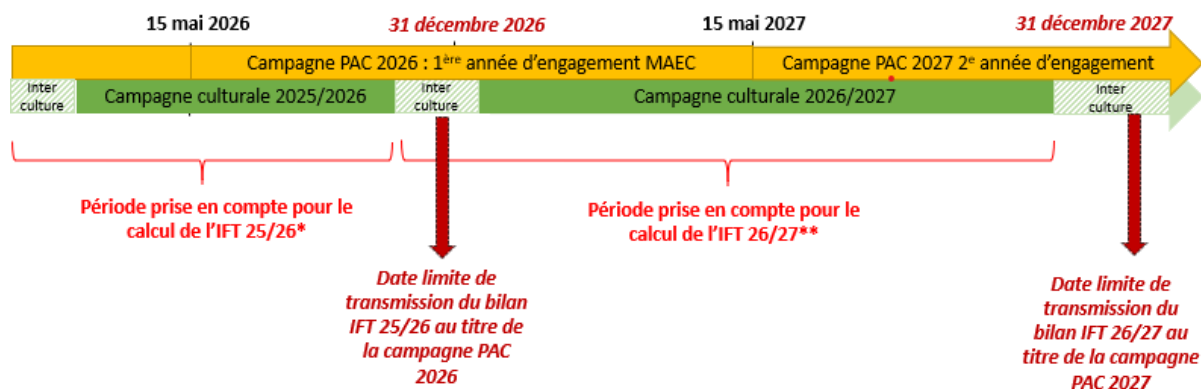 15 mai 2026
31 décembre 2026
15 mai 2027
31 décembre 2027
Campagne PAC 2026 : 1ère année d'engagement MAEC
Campagne PAC 2027 2e année d'engagement
Inter
culture
Campagne culturale 2025/2026
Inter
culture
Campagne culturale 2026/2027
Inter
culture
Période prise en compte pour le
calcul de l'IFT 25/26*
Période prise en compte pour le
calcul de l'IFT 26/27**
Date limite de
transmission du bilan
IFT 25/26 au titre de
la campagne PAC
2026
Date limite de
transmission du
bilan IFT 26/27 au
titre de la campagne
PAC 2027